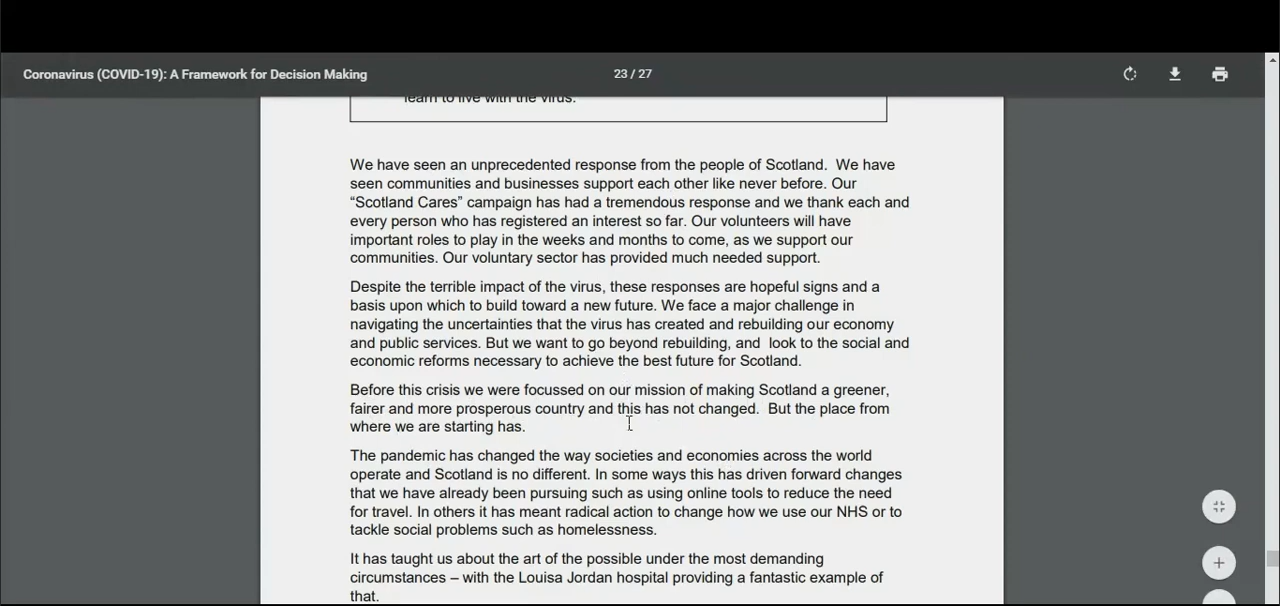 Coronavirus (COVID-19): A Framework for Decision Making
23 / 27
learn to live with the virus.
We have seen an unprecedented response from the people of Scotland.  We have
seen communities and businesses support each other like never before. Our
“Scotland Cares” campaign has had a tremendous response and we thank each and
every person who has registered an interest so far. Our volunteers will have
important roles to play in the weeks and months to come, as we support our
communities. Our voluntary sector has provided much needed support.
Despite the terrible impact of the virus, these responses are hopeful signs and a
basis upon which to build toward a new future. We face a major challenge in
navigating the uncertainties that the virus has created and rebuilding our economy
and public services. But we want to go beyond rebuilding, and  look to the social and
economic reforms necessary to achieve the best future for Scotland.
Before this crisis we were focussed on our mission of making Scotland a greener,
fairer and more prosperous country and this has not changed.  But the place from
where we are starting has.
The pandemic has changed the way societies and economies across the world
operate and Scotland is no different. In some ways this has driven forward changes
that we have already been pursuing such as using online tools to reduce the need
for travel. In others it has meant radical action to change how we use our NHS or to
tackle social problems such as homelessness.
It has taught us about the art of the possible under the most demanding
circumstances – with the Louisa Jordan hospital providing a fantastic example of
that.